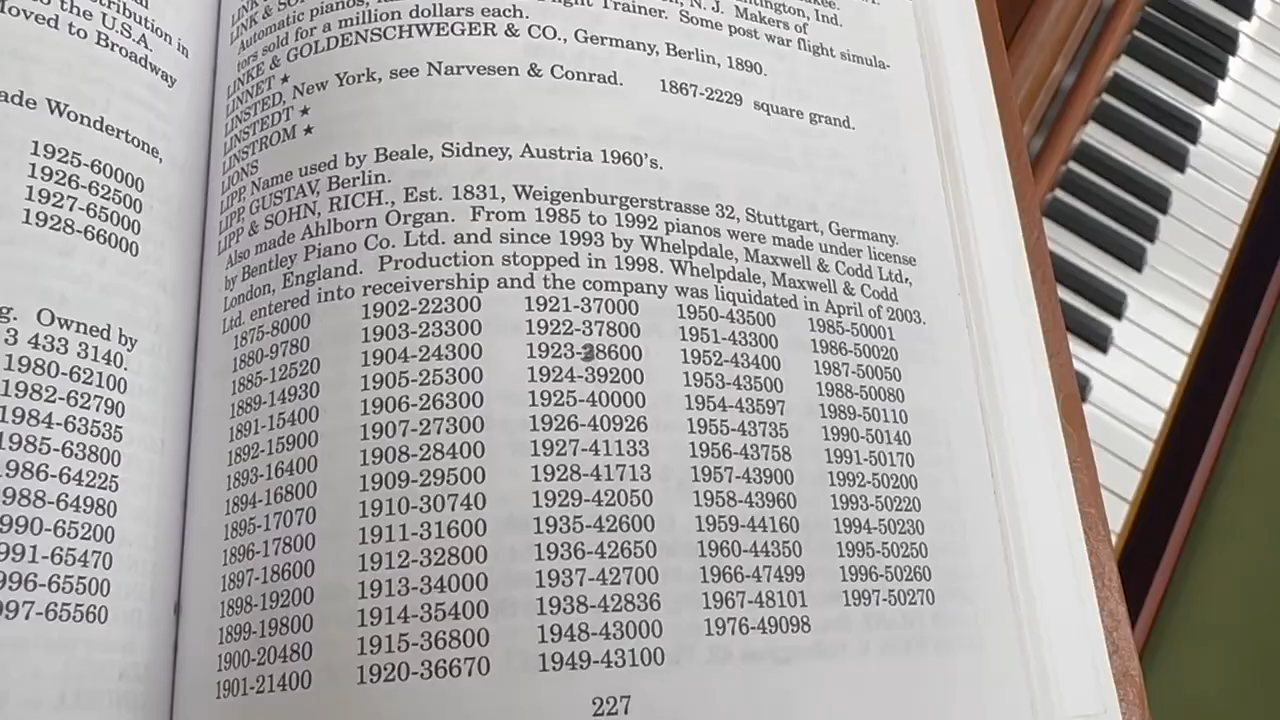 tribution in
o the U.S.A.
loved to Broadway
ade Wondertone,
1925-60000
1926-62500
1927-65000
1928-66000
g. Owned by
3 433 3140.
1980-62100
1982-62790
1984-63535
1985-63800
986-64225
988-64980
990-65200
991-65470
996-65500
997-65560
ington, Ind.
LINK
LINK & SO N. J. Makers of
Automatic pianos, Trainer. Some post war flight simula-
tors sold for a million dollars each.
LINKE & GOLDENSCHWEGER & CO., Germany, Berlin, 1890.
LINNET ★
LINSTED, New York, see Narvesen & Conrad. 1867-2229 square grand.
LINSTEDT ★
LINSTROM ★
LIONS
LIPP, Name used by Beale, Sidney, Austria 1960's.
LIPP, GUSTAV, Berlin.
LIPP & SOHN, RICH., Est. 1831, Weigenburgerstrasse 32, Stuttgart, Germany.
Also made Ahlborn Organ. From 1985 to 1992 pianos were made under license
by Bentley Piano Co. Ltd. and since 1993 by Whelpdale, Maxwell & Codd Ltd.,
London, England. Production stopped in 1998. Whelpdale, Maxwell & Codd
Ltd. entered into receivership and the company was liquidated in April of 2003.
1875-8000 1902-22300 1921-37000 1950-43500 1985-50001
1880-9780 1903-23300 1922-37800 1951-43300 1986-50020
1885-12520 1904-24300 1923-38600 1952-43400 1987-50050
1889-14930 1905-25300 1924-39200 1953-43500 1988-50080
1891-15400 1906-26300 1925-40000 1954-43597 1989-50110
1892-15900 1907-27300 1926-40926 1955-43735 1990-50140
1893-16400 1908-28400 1927-41133 1956-43758 1991-50170
1894-16800 1909-29500 1928-41713 1957-43900 1992-50200
1895-17070 1910-30740 1929-42050 1958-43960 1993-50220
1896-17800 1911-31600 1935-42600 1959-44160 1994-50230
1897-18600 1912-32800 1936-42650 1960-44350 1995-50250
1898-19200 1913-34000 1937-42700 1966-47499 1996-50260
1899-19800 1914-35400 1938-42836 1967-48101 1997-50270
1900-20480 1915-36800 1948-43000 1976-49098
1901-21400 1920-36670 1949-43100
227